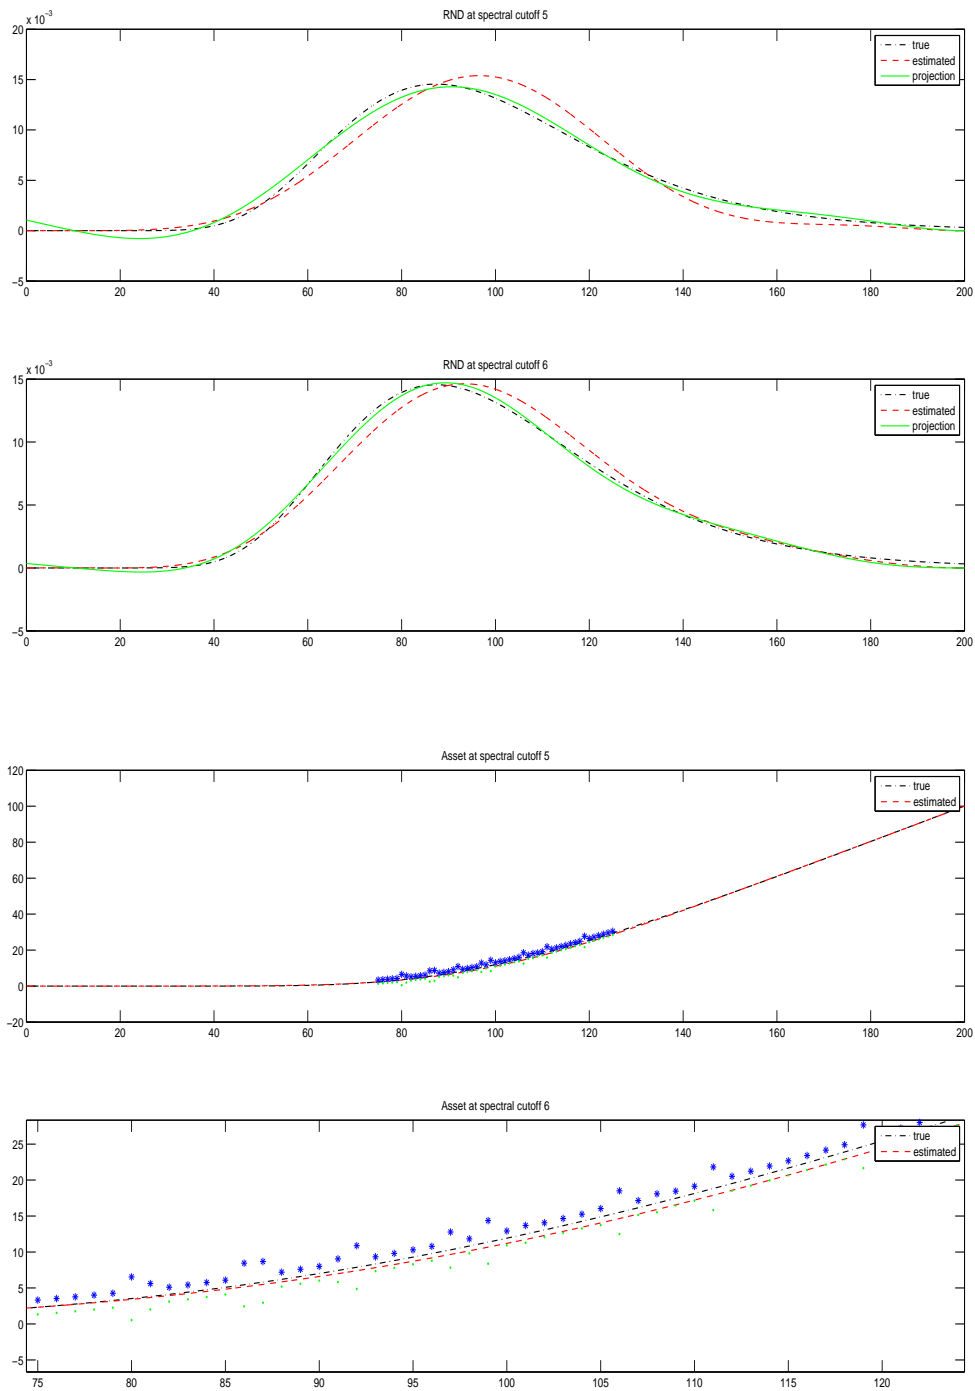 RND at spectral cutoff 5
x 10^-3
20
15
10
5
0
−5
0 20 40 60 80 100 120 140 160 180 200
true
estimated
projection
RND at spectral cutoff 6
x 10^-3
15
10
5
0
−5
0 20 40 60 80 100 120 140 160 180 200
true
estimated
projection
Asset at spectral cutoff 5
120
100
80
60
40
20
0
−20
0 20 40 60 80 100 120 140 160 180 200
true
estimated
Asset at spectral cutoff 6
25
20
15
10
5
0
−5
75 80 85 90 95 100 105 110 115 120
true
estimated